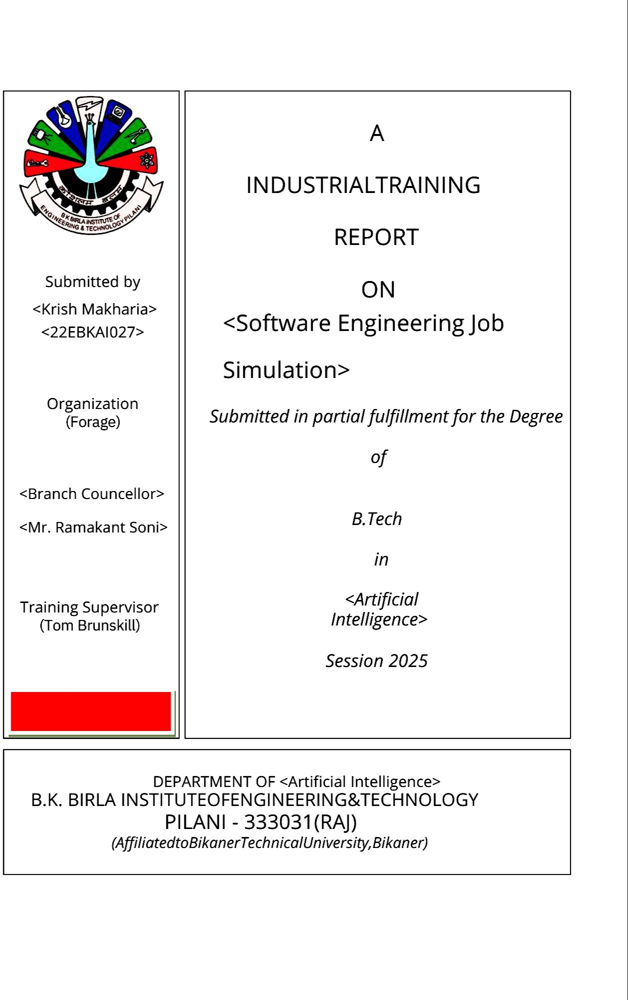 कौशलम बलम
B K BIRLA INSTITUTE OF
ENGINEERING & TECHNOLOGY PILANI
Submitted by
<Krish Makharia>
<22EBKAI027>
Organization
(Forage)
<Branch Councellor>
<Mr. Ramakant Soni>
Training Supervisor
(Tom Brunskill)
A
INDUSTRIALTRAINING
REPORT
ON
<Software Engineering Job
Simulation>
Submitted in partial fulfillment for the Degree
of
B.Tech
in
<Artificial
Intelligence>
Session 2025
DEPARTMENT OF <Artificial Intelligence>
B.K. BIRLA INSTITUTEOFENGINEERING&TECHNOLOGY
PILANI - 333031(RAJ)
(AffiliatedtoBikanerTechnicalUniversity,Bikaner)